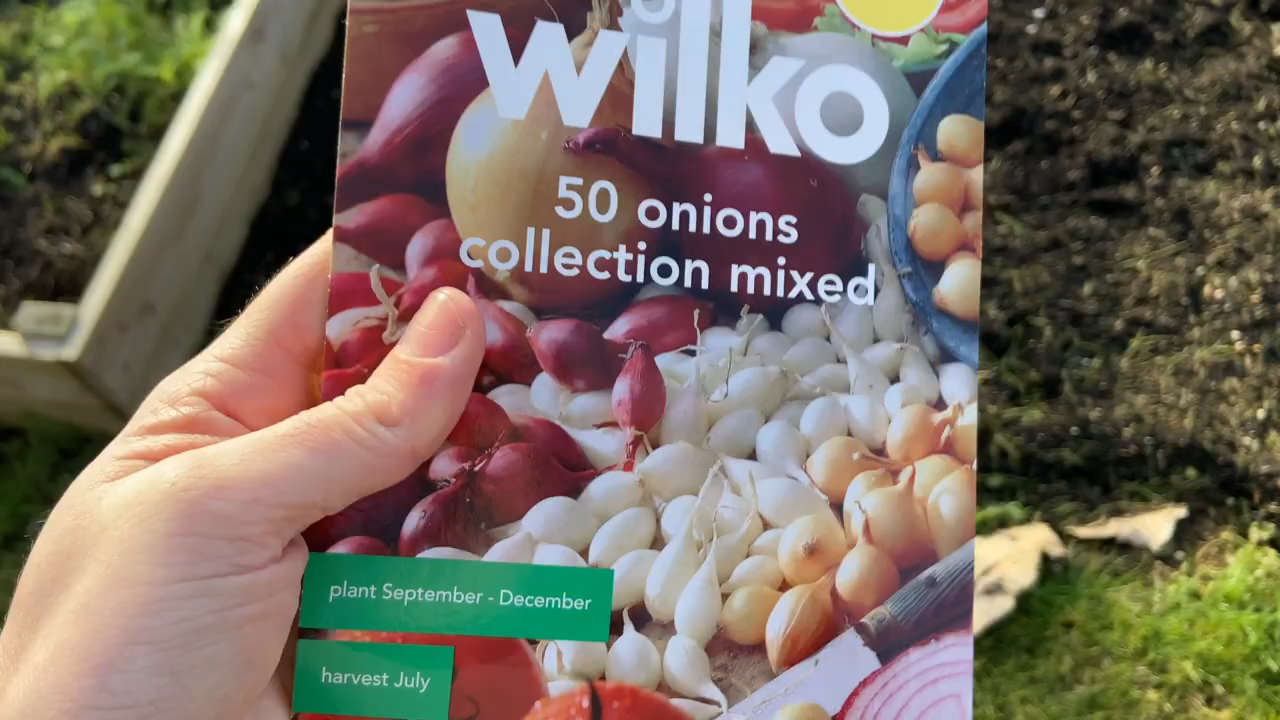 wilko
50 onions
collection mixed
plant September - December
harvest July